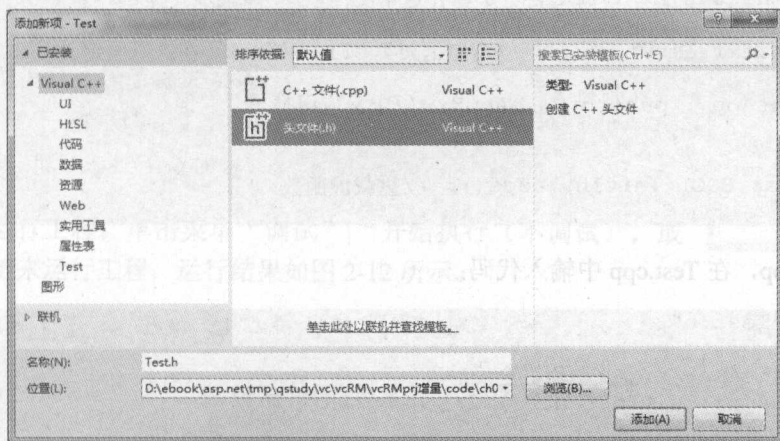 添加新项 - Test
已安装
排序依据: 默认值
搜索已安装模板(Ctrl+E)
Visual C++
UI
HLSL
代码
数据
资源
Web
实用工具
属性表
Test
图形
联机
C++ 文件(.cpp) Visual C++
头文件(.h) Visual C++
类型: Visual C++
创建 C++ 头文件
单击此处以联机并查找模板。
名称(N): Test.h
位置(L): D:\ebook\asp.net\tmp\qstudy\vc\vcRM\vcRMprj增量\code\ch0
浏览(B)...
添加(A) 取消